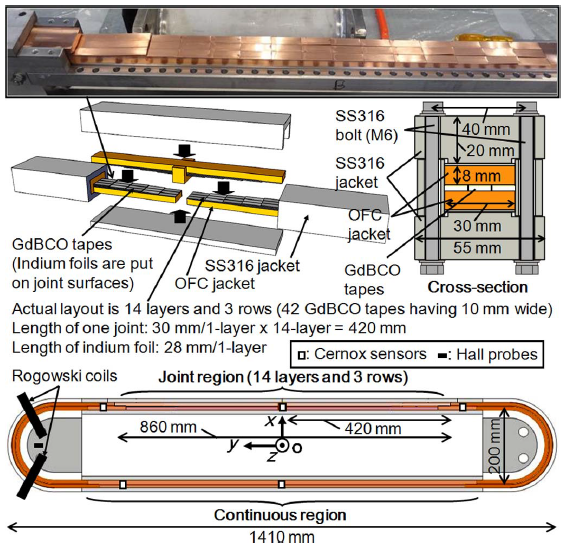 SS316
bolt (M6)
40 mm
20 mm
SS316
jacket
8 mm
OFC
jacket
30 mm
55 mm
GdBCO
tapes
Cross-section
GdBCO tapes
(Indium foils are put
on joint surfaces)
SS316 jacket
OFC jacket
Actual layout is 14 layers and 3 rows (42 GdBCO tapes having 10 mm wide)
Length of one joint: 30 mm/1-layer x 14-layer = 420 mm
Length of indium foil: 28 mm/1-layer
: Cernox sensors
: Hall probes
Rogowski coils
Joint region (14 layers and 3 rows)
860 mm
x
y
z
o
420 mm
200 mm
Continuous region
1410 mm